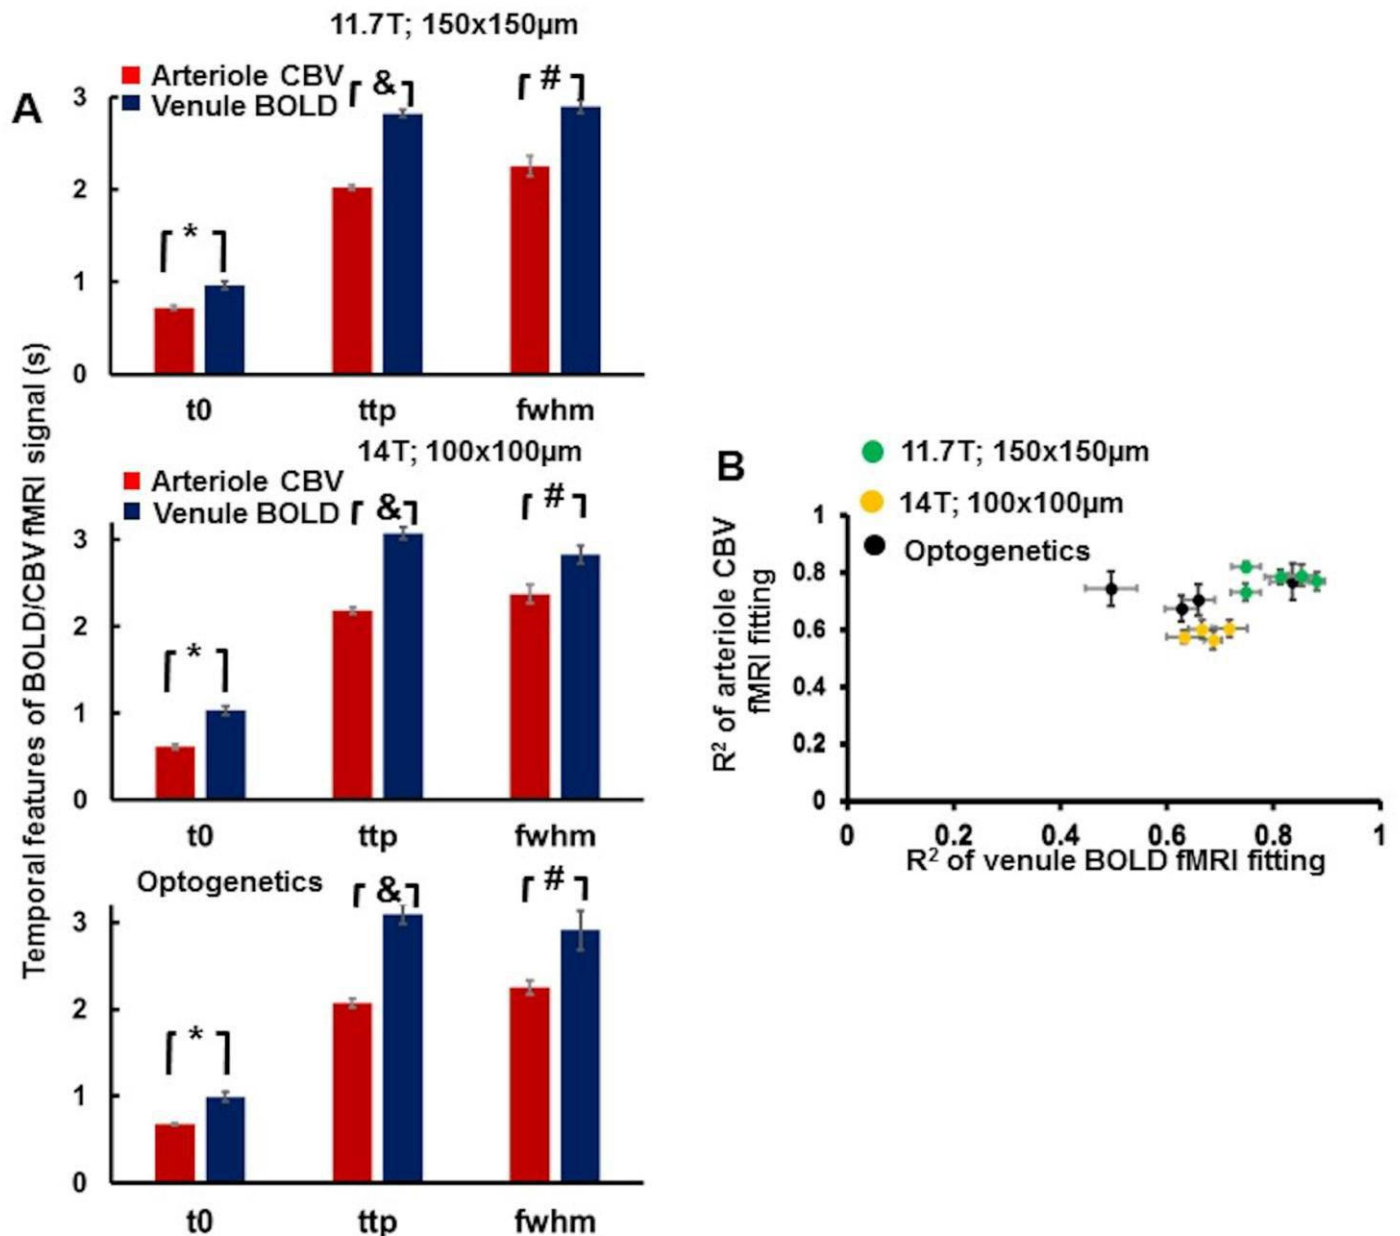 A
Temporal features of BOLD/CBV fMRI signal (s)
11.7T; 150x150µm
Arteriole CBV
Venule BOLD
*
&
#
3
2
1
0
t0 ttp fwhm
14T; 100x100µm
Arteriole CBV
Venule BOLD
*
&
#
3
2
1
0
t0 ttp fwhm
Optogenetics
*
&
#
3
2
1
0
t0 ttp fwhm
B
11.7T; 150x150µm
14T; 100x100µm
Optogenetics
R² of arteriole CBV
fMRI fitting
1
0.8
0.6
0.4
0.2
0
0 0.2 0.4 0.6 0.8 1
R² of venule BOLD fMRI fitting